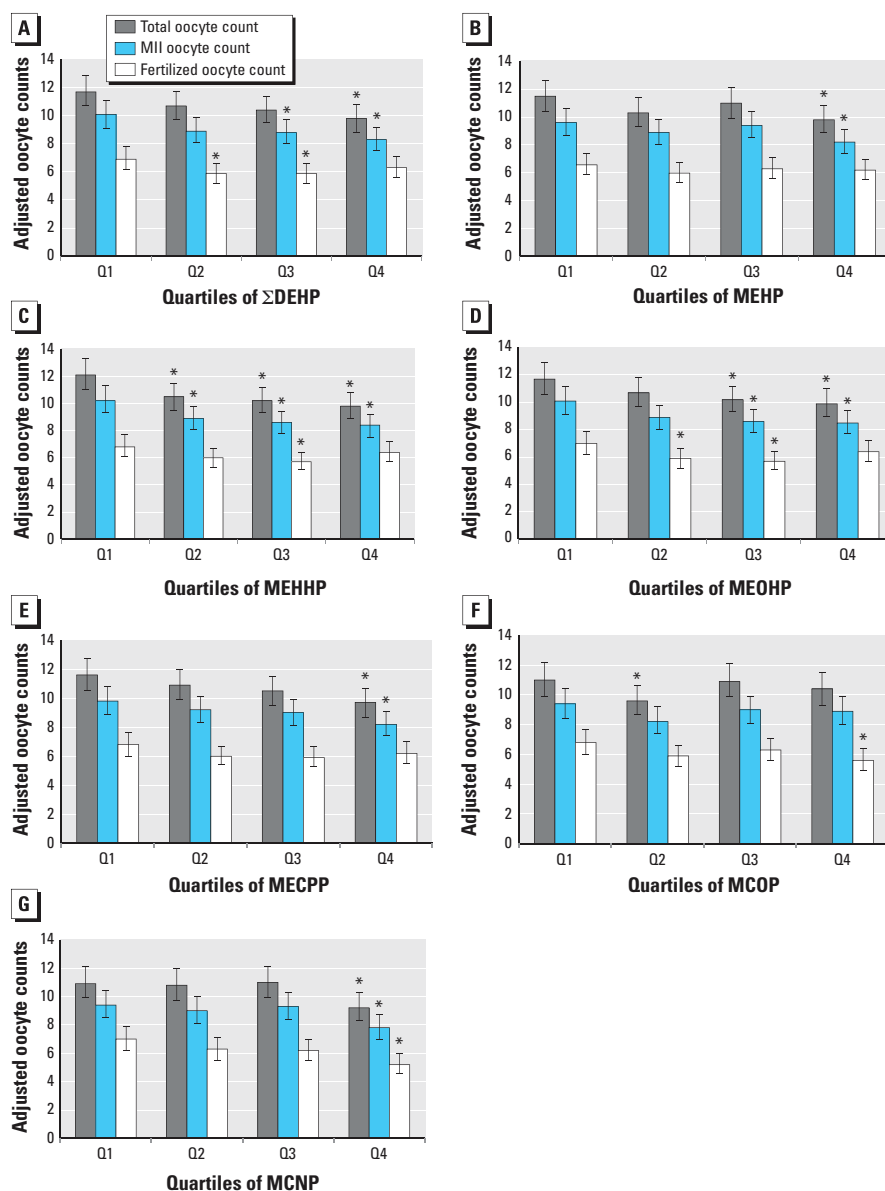 A
Total oocyte count
MII oocyte count
Fertilized oocyte count
Adjusted oocyte counts
14
12
10
8
6
4
2
0
* * * * * *
Q1 Q2 Q3 Q4
Quartiles of ΣDEHP
B
Adjusted oocyte counts
14
12
10
8
6
4
2
0
* *
Q1 Q2 Q3 Q4
Quartiles of MEHP
C
Adjusted oocyte counts
14
12
10
8
6
4
2
0
* * * * * * *
Q1 Q2 Q3 Q4
Quartiles of MEHHP
D
Adjusted oocyte counts
14
12
10
8
6
4
2
0
* * * * * *
Q1 Q2 Q3 Q4
Quartiles of MEOHP
E
Adjusted oocyte counts
14
12
10
8
6
4
2
0
* *
Q1 Q2 Q3 Q4
Quartiles of MECPP
F
Adjusted oocyte counts
14
12
10
8
6
4
2
0
* *
Q1 Q2 Q3 Q4
Quartiles of MCOP
G
Adjusted oocyte counts
14
12
10
8
6
4
2
0
* * *
Q1 Q2 Q3 Q4
Quartiles of MCNP